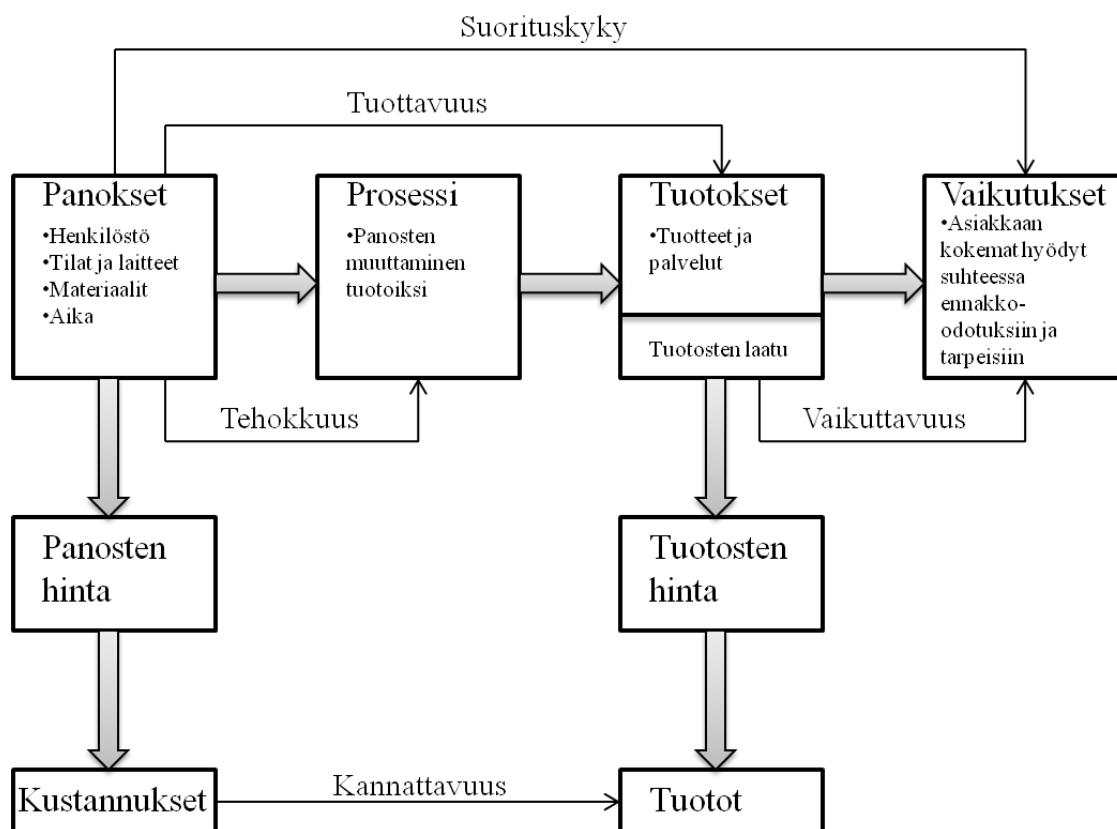 Suorituskyky
Tuottavuus
Panokset
•Henkilöstö
•Tilat ja laitteet
•Materiaalit
•Aika
Prosessi
•Panosten
muuttaminen
tuotoiksi
Tuotokset
•Tuotteet ja
palvelut
Tuotosten laatu
Vaikutukset
•Asiakkaan
kokemat hyödyt
suhteessa
ennakko-
odotuksiin ja
tarpeisiin
Tehokkuus
Vaikuttavuus
Panosten
hinta
Tuotosten
hinta
Kustannukset
Kannattavuus
Tuotot